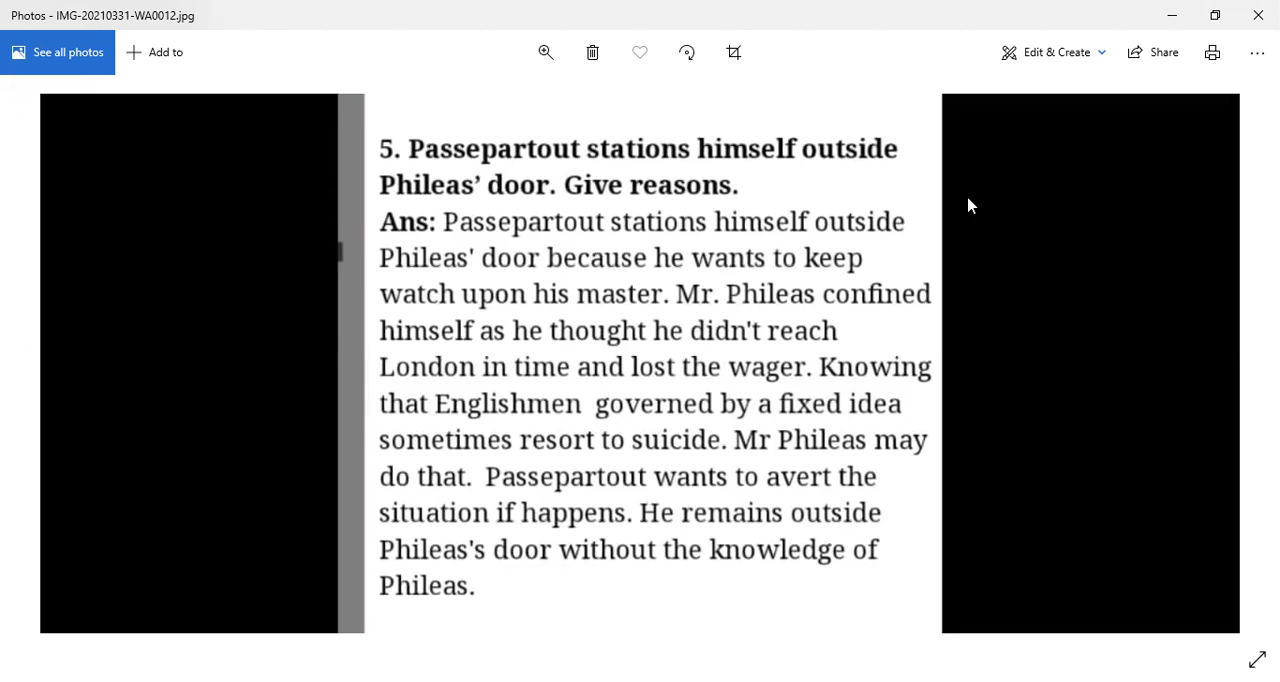 Photos - IMG-20210331-WA0012.jpg
See all photos
Add to
Edit & Create
Share
5. Passepartout stations himself outside
Phileas’ door. Give reasons.
Ans: Passepartout stations himself outside
Phileas' door because he wants to keep
watch upon his master. Mr. Phileas confined
himself as he thought he didn't reach
London in time and lost the wager. Knowing
that Englishmen  governed by a fixed idea
sometimes resort to suicide. Mr Phileas may
do that.  Passepartout wants to avert the
situation if happens. He remains outside
Phileas's door without the knowledge of
Phileas.